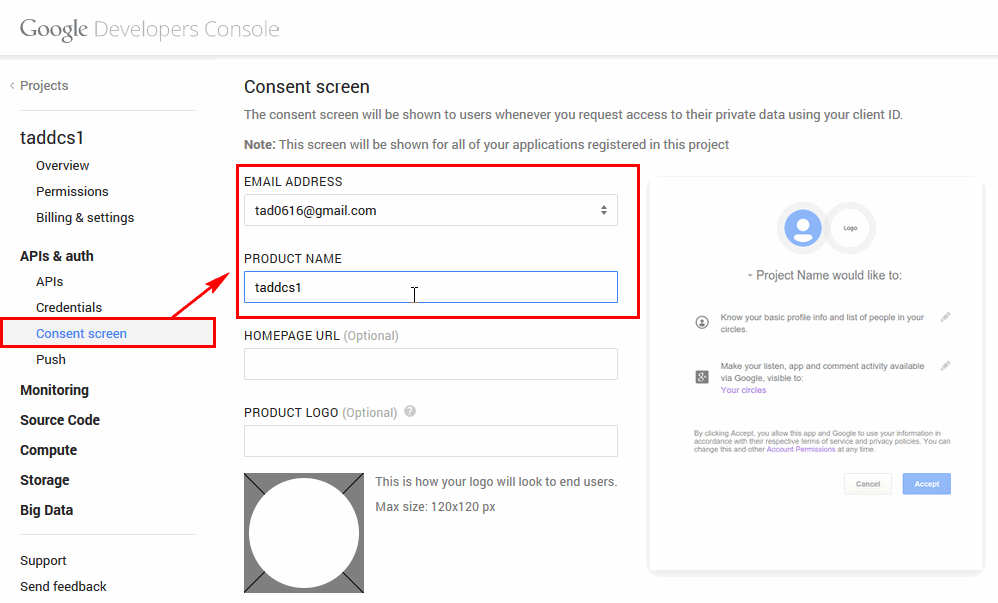 Google Developers Console
Projects
taddcs1
Overview
Permissions
Billing & settings
APIs & auth
APIs
Credentials
Consent screen
Push
Monitoring
Source Code
Compute
Storage
Big Data
Support
Send feedback
Consent screen
The consent screen will be shown to users whenever you request access to their private data using your client ID.
Note: This screen will be shown for all of your applications registered in this project
EMAIL ADDRESS
tad0616@gmail.com
PRODUCT NAME
taddcs1
HOMEPAGE URL (Optional)
PRODUCT LOGO (Optional) ?
This is how your logo will look to end users.
Max size: 120x120 px
Logo
Project Name would like to:
Know your basic profile info and list of people in your
circles.
Make your listen, app and comment activity available
via Google, visible to:
Your circles
By clicking Accept, you allow this app and Google to use your information in
accordance with their respective terms of service and privacy policies. You can
change this and other Account Permissions at any time.
Cancel
Accept